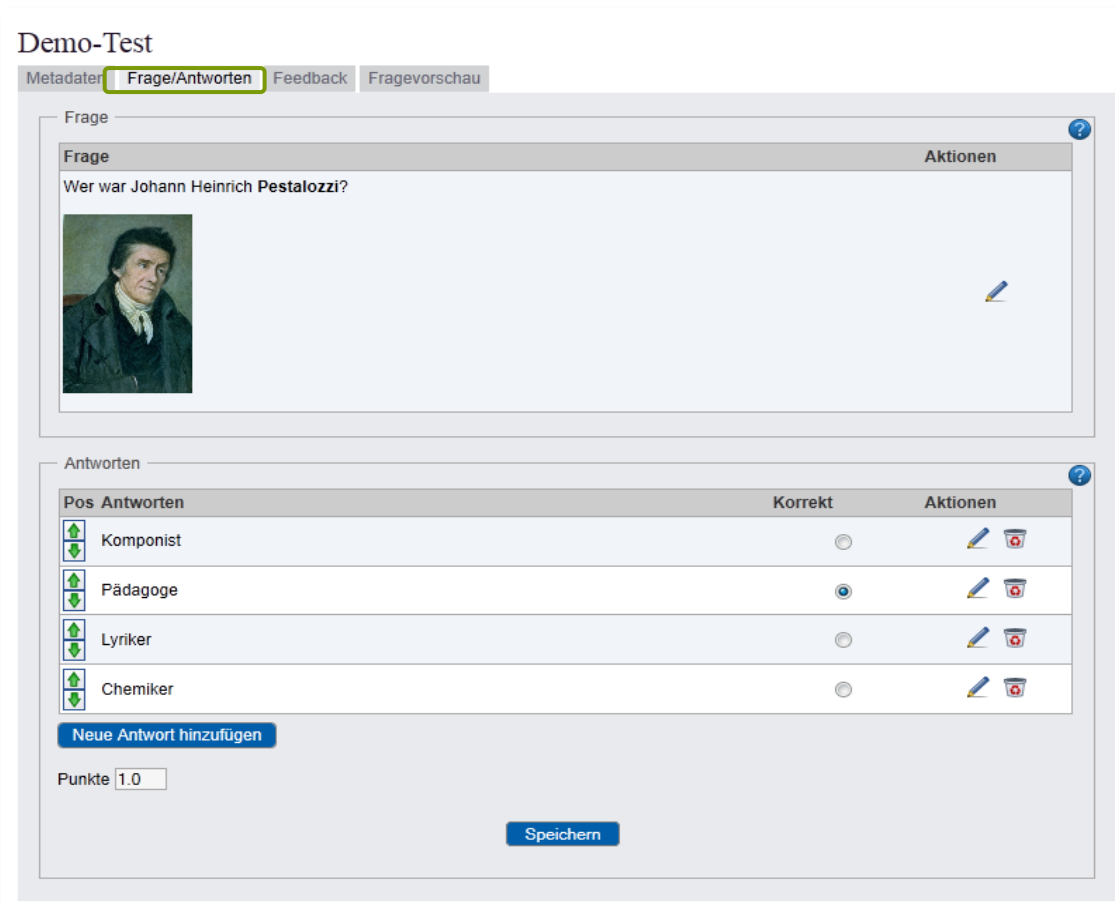 Demo-Test
Metadaten Frage/Antworten Feedback Fragevorschau
Frage
Frage Aktionen
Wer war Johann Heinrich Pestalozzi?
Antworten
Pos Antworten Korrekt Aktionen
Komponist
Pädagoge
Lyriker
Chemiker
Neue Antwort hinzufügen
Punkte 1.0
Speichern